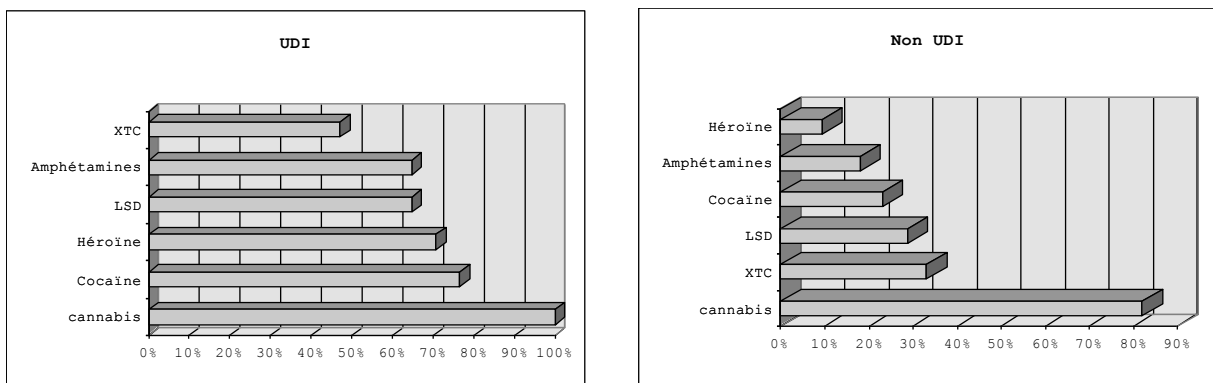 UDI
XTC
Amphétamines
LSD
Héroïne
Cocaïne
cannabis
0% 10% 20% 30% 40% 50% 60% 70% 80% 90% 100%
Non UDI
Héroïne
Amphétamines
Cocaïne
LSD
XTC
cannabis
0% 10% 20% 30% 40% 50% 60% 70% 80% 90%